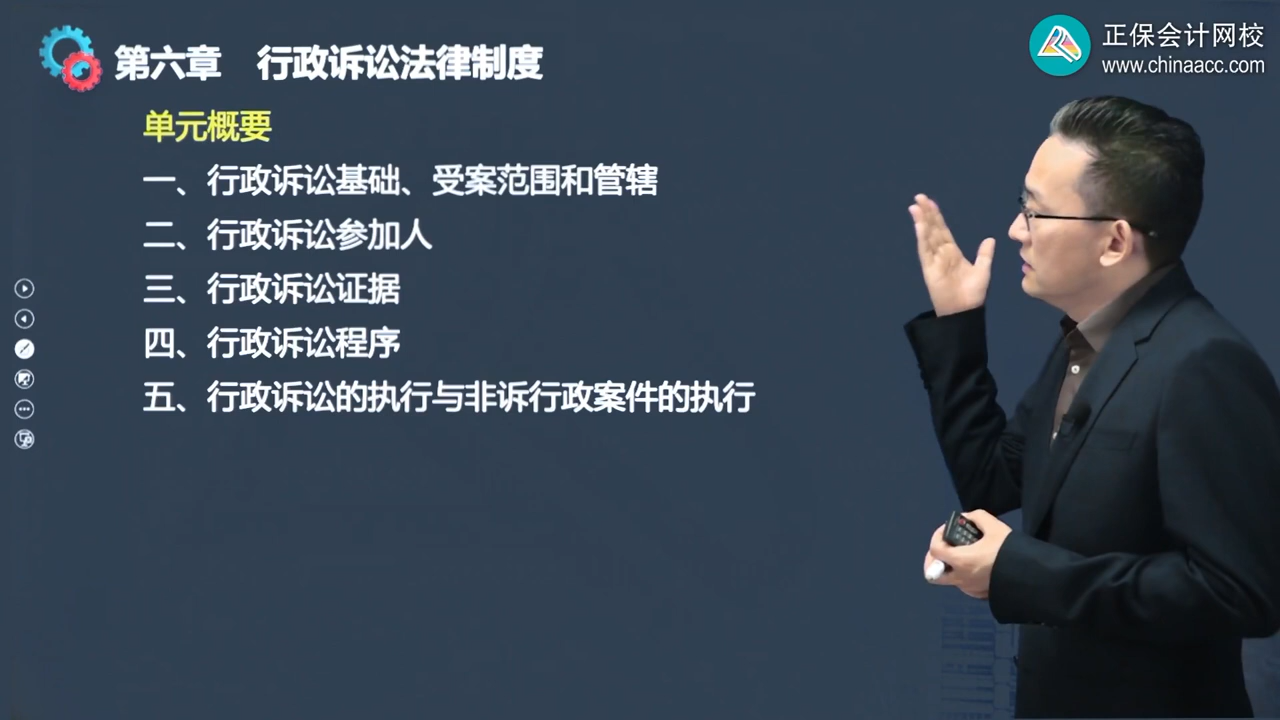 第六章 行政诉讼法律制度
正保会计网校
www.chinaacc.com
单元概要
一、行政诉讼基础、受案范围和管辖
二、行政诉讼参加人
三、行政诉讼证据
四、行政诉讼程序
五、行政诉讼的执行与非诉行政案件的执行